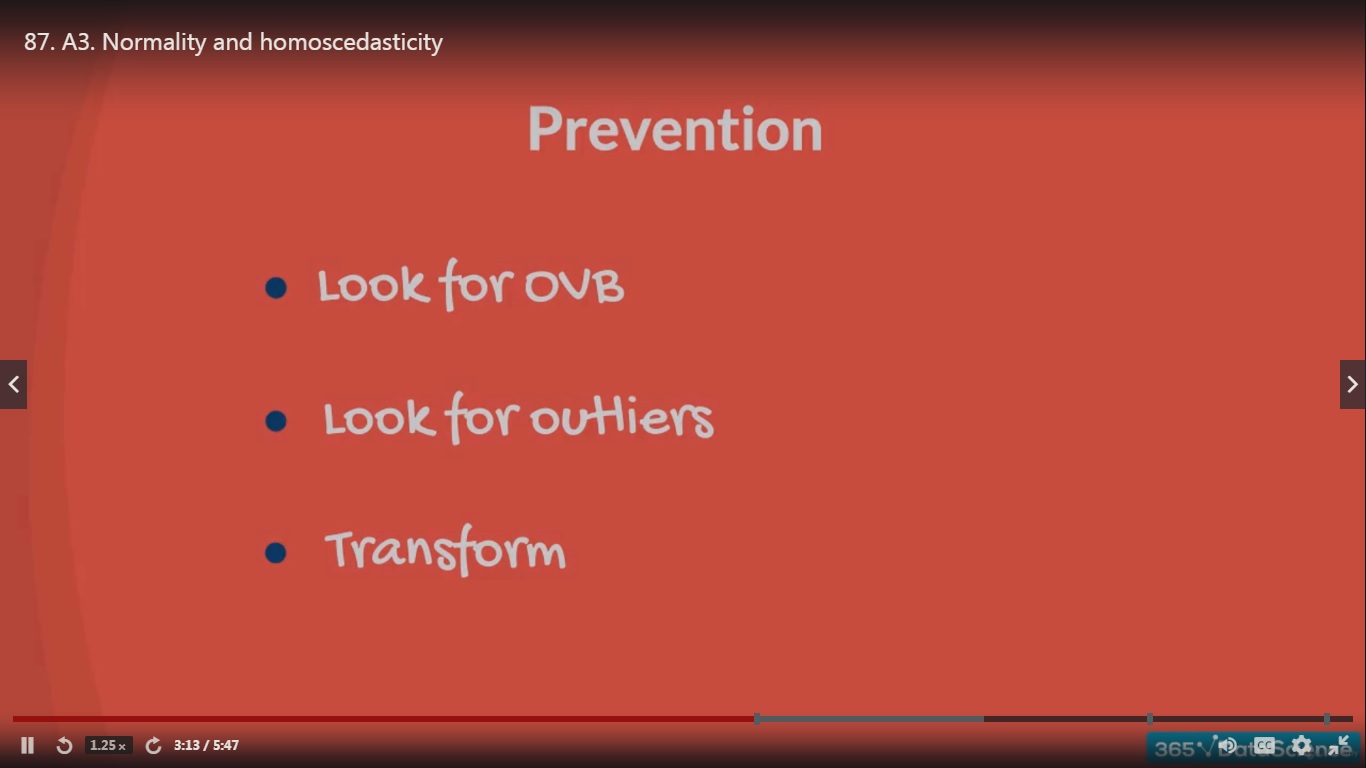 87. A3. Normality and homoscedasticity
Prevention
Look for OVB
Look for outliers
Transform
1.25×
3:13 / 5:47
365 DataScience
CC